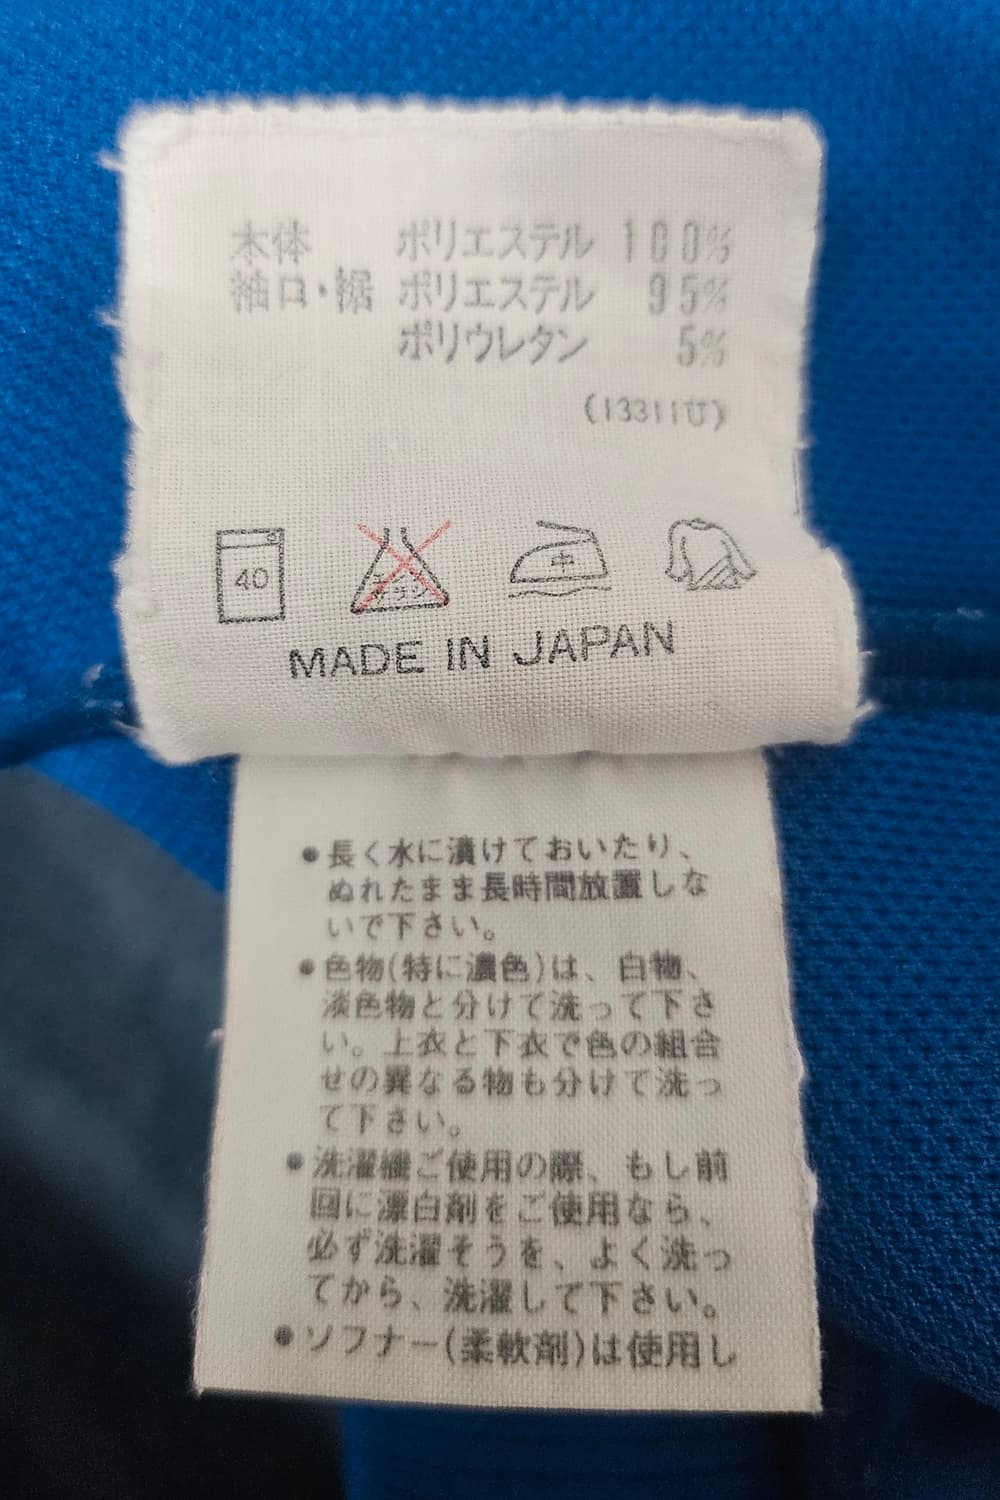 本体 ポリエステル 100%
袖口・裾 ポリエステル 95%
ポリウレタン 5%
(13311U)
40 エンソサラシ 中
MADE IN JAPAN
●長く水に漬けておいたり、
ぬれたまま長時間放置しな
いで下さい。
●色物(特に濃色)は、白物、
淡色物と分けて洗って下さ
い。上衣と下衣で色の組合
せの異なる物も分けて洗っ
て下さい。
●洗濯機ご使用の際、もし前
回に漂白剤をご使用なら、
必ず洗濯そうを、よく洗っ
てから、洗濯して下さい。
●ソフナー(柔軟剤)は使用し